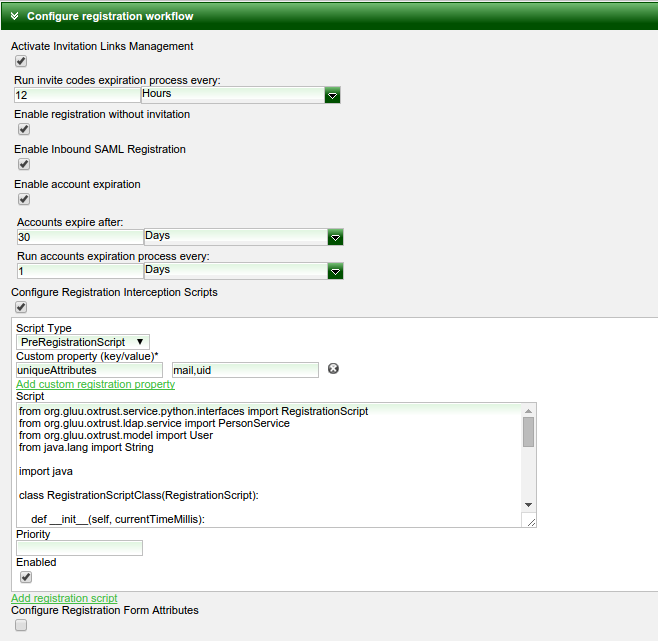 Configure registration workflow
Activate Invitation Links Management
Run invite codes expiration process every:
12 Hours
Enable registration without invitation
Enable Inbound SAML Registration
Enable account expiration
Accounts expire after:
30 Days
Run accounts expiration process every:
1 Days
Configure Registration Interception Scripts
Script Type
PreRegistrationScript
Custom property (key/value)*
uniqueAttributes mail,uid
Add custom registration property
Script
from org.gluu.oxtrust.service.python.interfaces import RegistrationScript
from org.gluu.oxtrust.ldap.service import PersonService
from org.gluu.oxtrust.model import User
from java.lang import String
import java
class RegistrationScriptClass(RegistrationScript):
def __init__(self, currentTimeMillis):
Priority
Enabled
Add registration script
Configure Registration Form Attributes